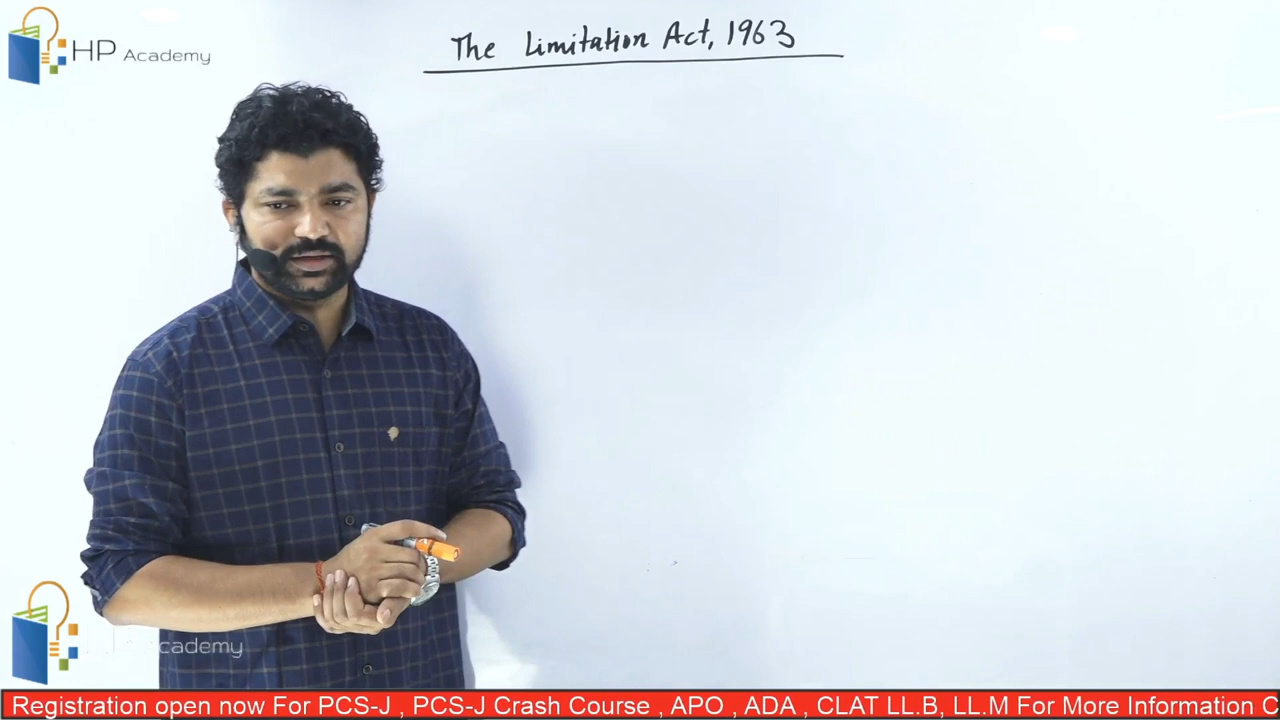 HP Academy
The Limitation Act, 1963
cademy
Registration open now For PCS-J , PCS-J Crash Course , APO , ADA , CLAT LL.B, LL.M For More Information C